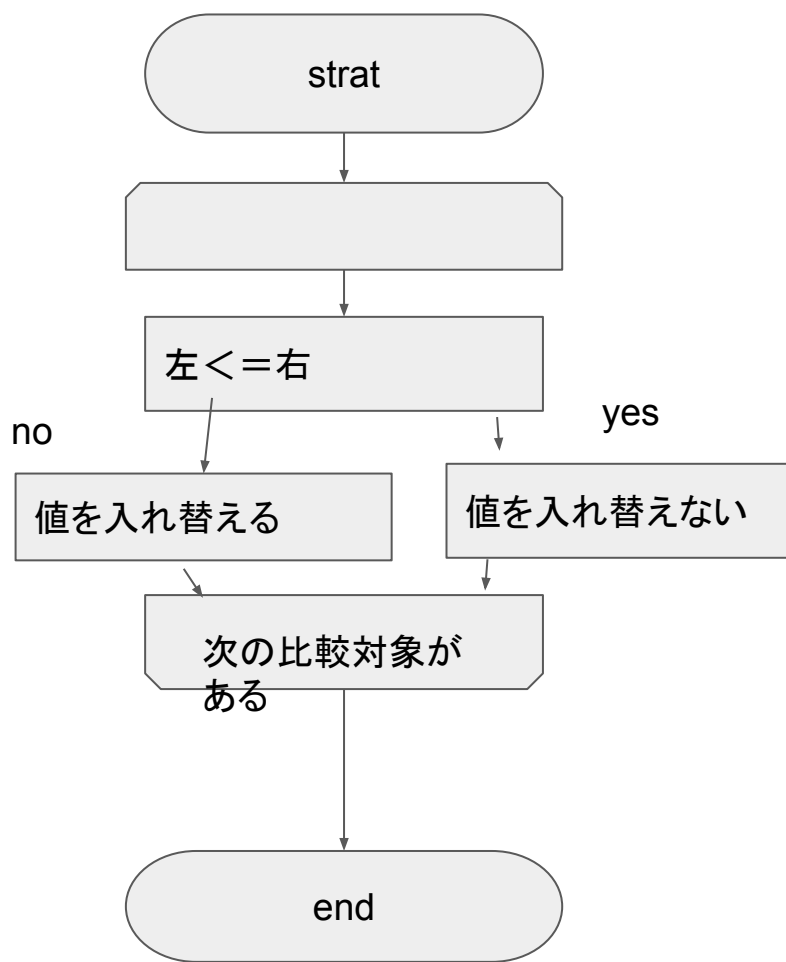 strat
左＜＝右
no
yes
値を入れ替える
値を入れ替えない
次の比較対象が
ある
end